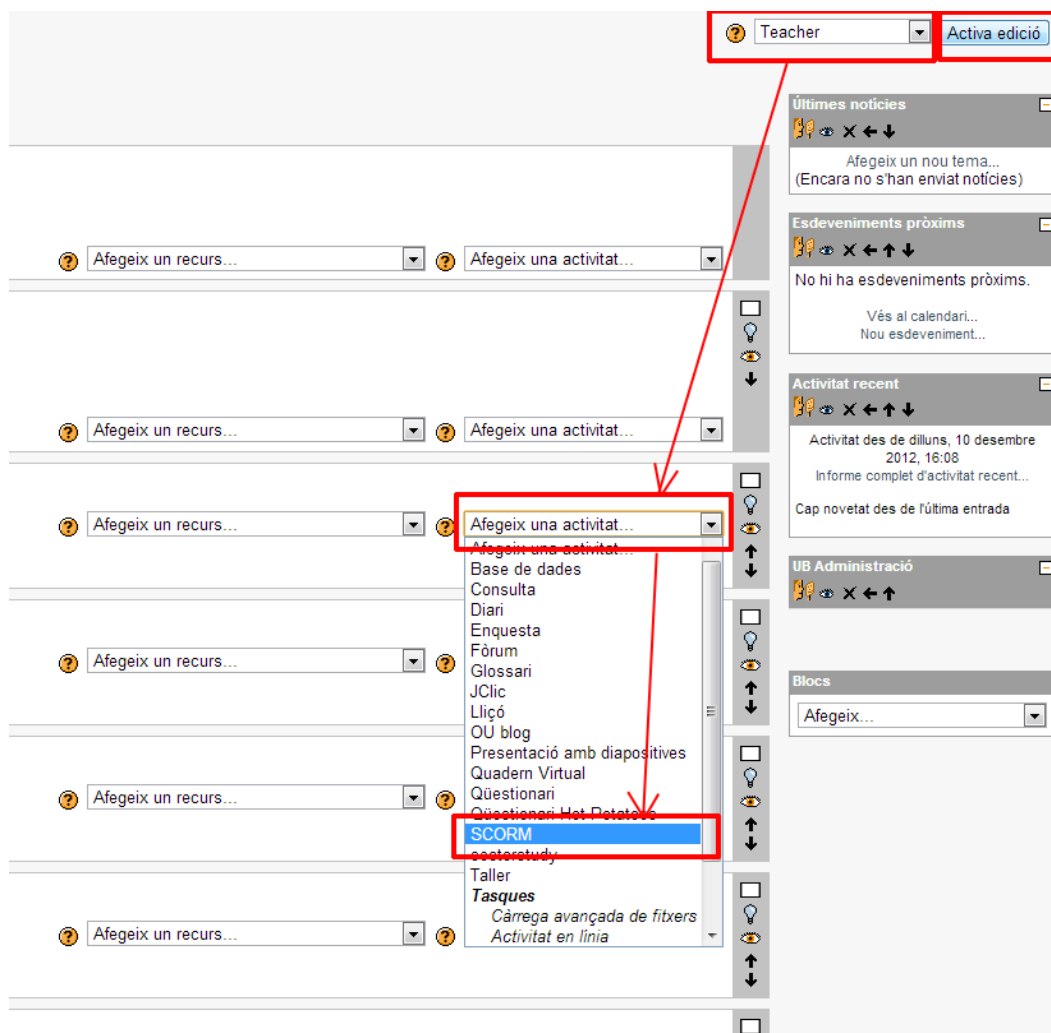 Teacher
Activa edició
Últimes notícies
Afegeix un nou tema...
(Encara no s'han enviat notícies)
Esdeveniments pròxims
Afegeix un recurs...
Afegeix una activitat...
No hi ha esdeveniments pròxims.
Vés al calendari...
Nou esdeveniment...
Activitat recent
Afegeix un recurs...
Afegeix una activitat...
Activitat des de dilluns, 10 desembre
2012, 16:08
Informe complet d'activitat recent...
Cap novetat des de l'última entrada
Afegeix un recurs...
Afegeix una activitat...
Afegeix una activitat...
Base de dades
Consulta
Diari
Enquesta
Fòrum
Glossari
JClic
Lliçó
OU blog
Presentació amb diapositives
Quadern Virtual
Qüestionari
Qüestionari Hot Potatoes
SCORM
sectorstudy
Taller
Tasques
Càrrega avançada de fitxers
Activitat en línia
UB Administració
Afegeix un recurs...
Blocs
Afegeix...
Afegeix un recurs...
Afegeix un recurs...